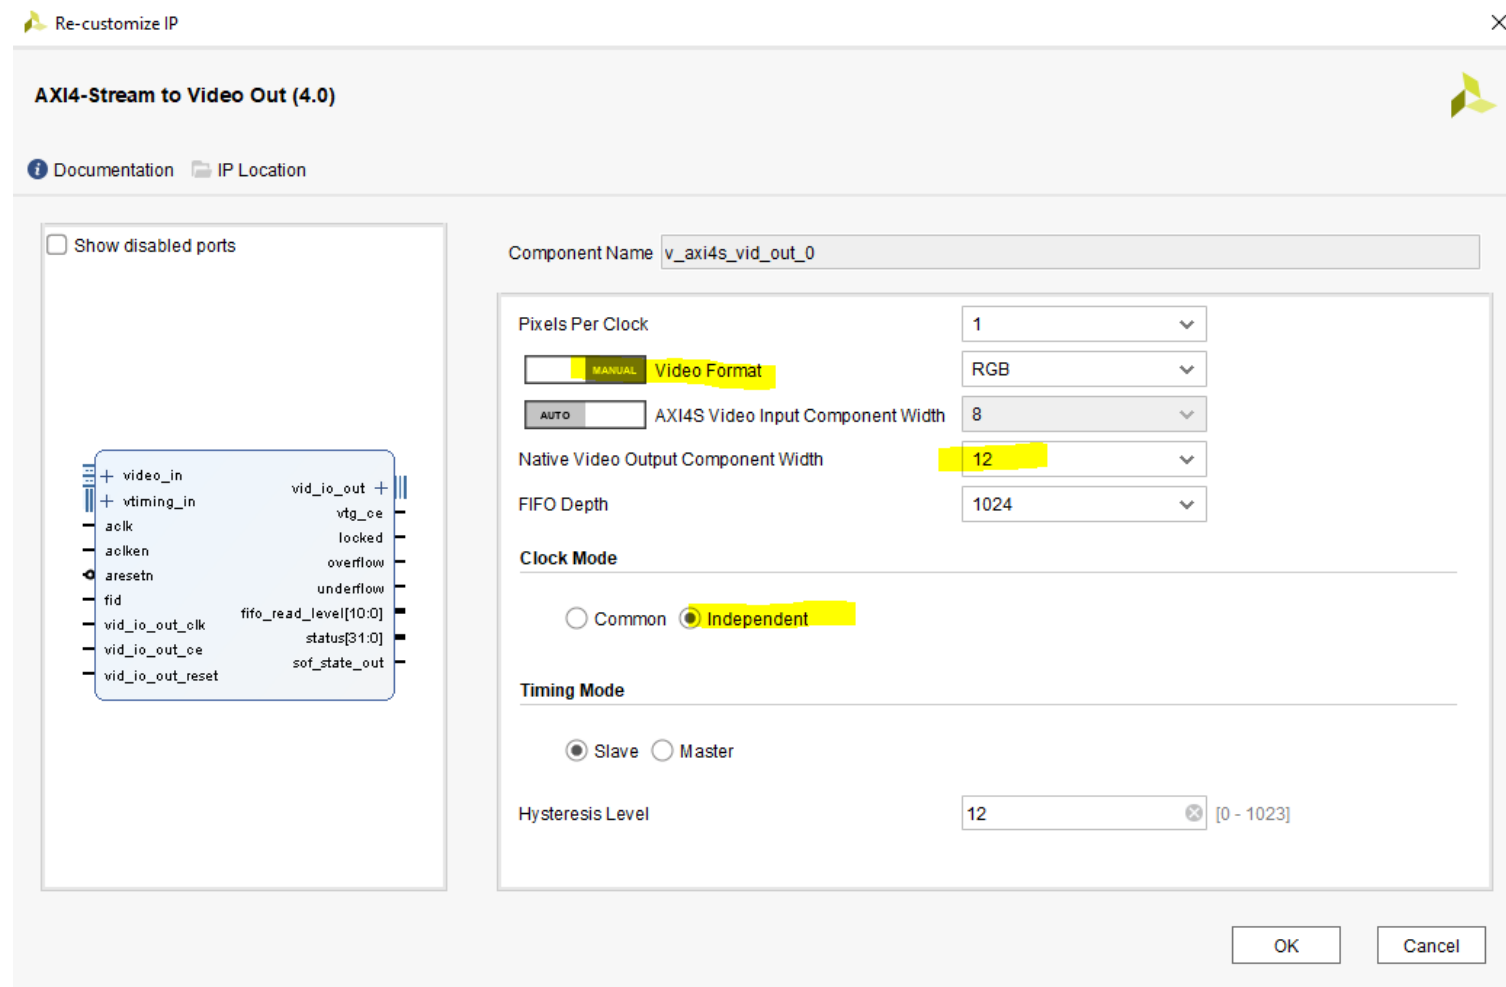 Re-customize IP
AXI4-Stream to Video Out (4.0)
Documentation IP Location
Show disabled ports
video_in
vtiming_in
aclk
aclken
aresetn
fid
vid_io_out_clk
vid_io_out_ce
vid_io_out_reset
vid_io_out
vtg_ce
locked
overflow
underflow
fifo_read_level[10:0]
status[31:0]
sof_state_out
Component Name v_axi4s_vid_out_0
Pixels Per Clock 1
MANUAL Video Format RGB
AUTO AXI4S Video Input Component Width 8
Native Video Output Component Width 12
FIFO Depth 1024
Clock Mode
Common Independent
Timing Mode
Slave Master
Hysteresis Level 12 [0 - 1023]
OK Cancel